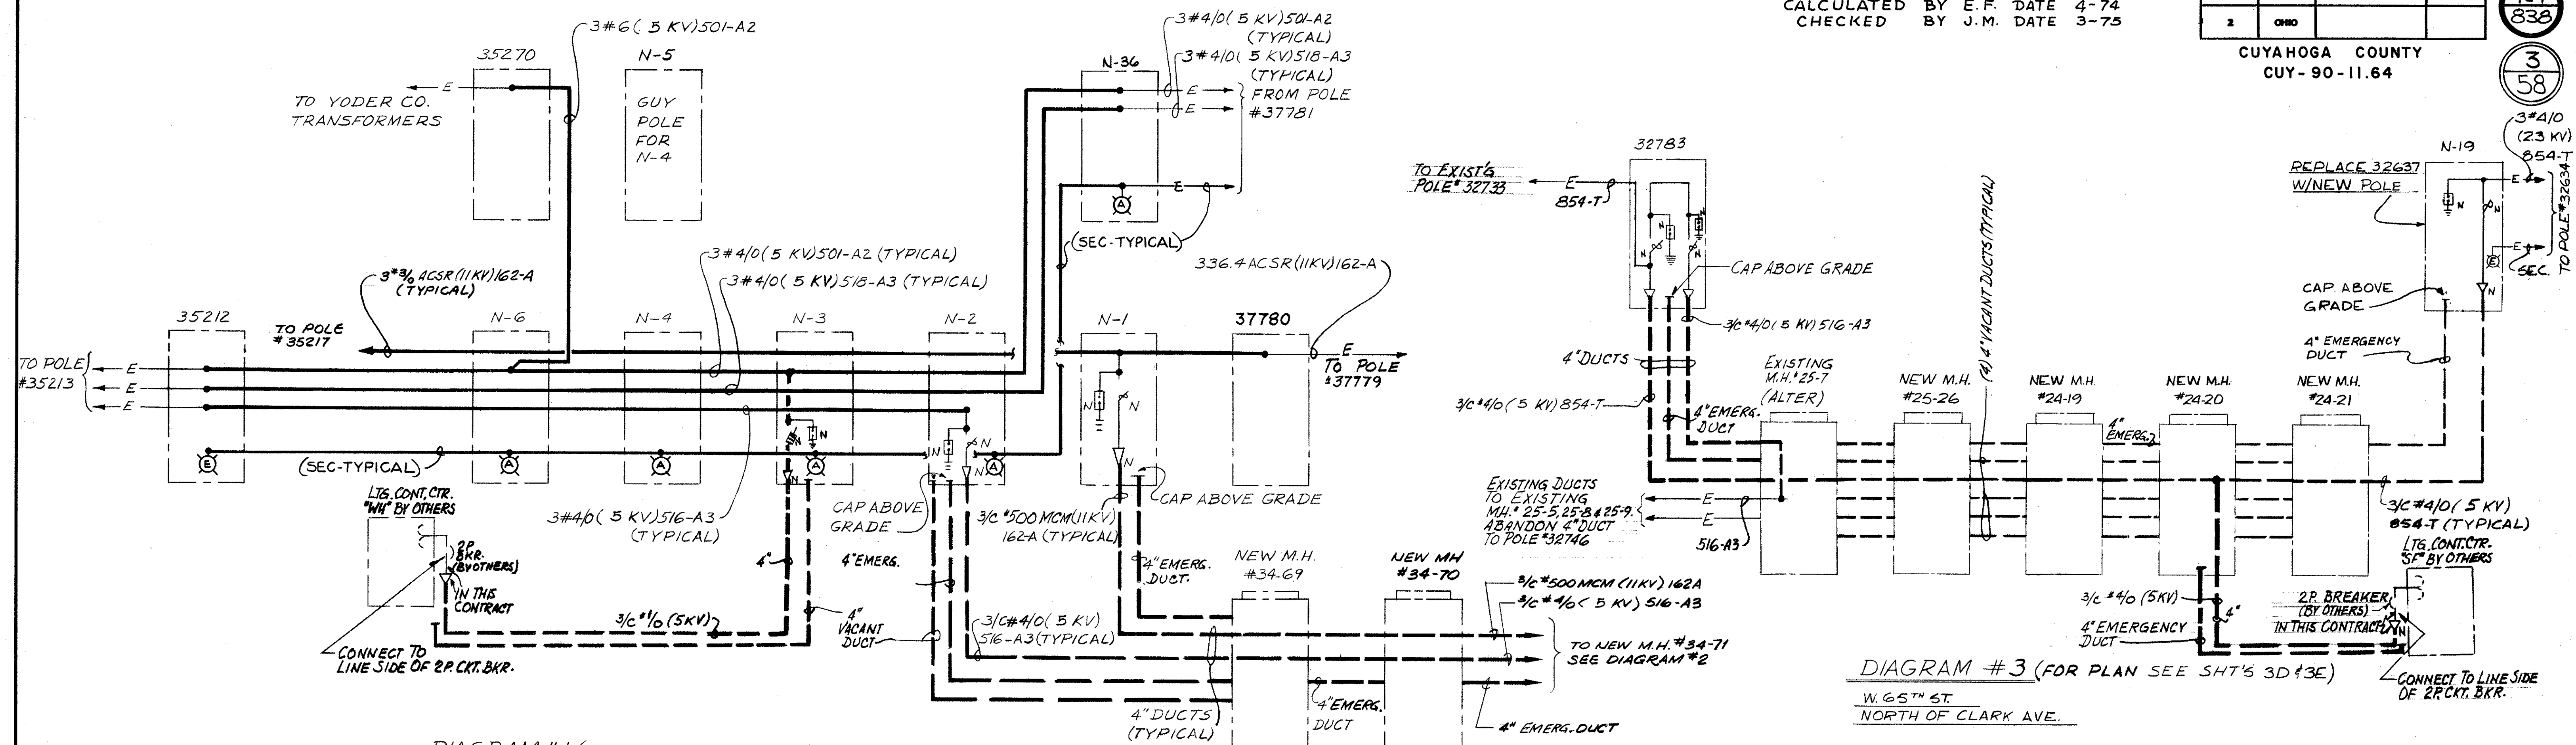 CALCULATED BY E.F. DATE 4-74
CHECKED BY J.M. DATE 3-75
2 OHIO
838
CUYAHOGA COUNTY
CUY-90-11.64
3
58
3#6 ( 5 KV) 501-A2
35270
N-5
TO YODER CO.
TRANSFORMERS
E
GUY
POLE
FOR
N-4
3#4/0 ( 5 KV) 501-A2
(TYPICAL)
3#4/0 ( 5 KV) 518-A3
(TYPICAL)
N-36
E
E
FROM POLE
#37781
E
A
(SEC-TYPICAL)
3#4/0 ( 5 KV) 501-A2 (TYPICAL)
3#4/0 ( 5 KV) 518-A3 (TYPICAL)
3#3/0 ACSR (11KV) 162-A
(TYPICAL)
336.4 ACSR (11KV) 162-A
35212
TO POLE
# 35217
N-6
N-4
N-3
N-2
N-1
37780
E
TO POLE
#37779
TO POLE
#35213
E
E
E
N
N
N
N
N
N
N
N
E
A
A
A
A
(SEC-TYPICAL)
LTG. CONT. CTR.
"WH" BY OTHERS
2P.
BKR.
(BY OTHERS)
IN THIS
CONTRACT
3#4/0 ( 5 KV) 516-A3
(TYPICAL)
CAP ABOVE
GRADE
CAP ABOVE GRADE
3/C #500 MCM (11KV)
162-A (TYPICAL)
4"
4" EMERG.
4" EMERG.
DUCT.
NEW M.H.
#34-69
NEW MH
#34-70
3/C #1/0 (5KV)
4"
VACANT
DUCT
3/C#4/0 ( 5 KV)
516-A3 (TYPICAL)
CONNECT TO
LINE SIDE OF 2P. CKT. BKR.
3/C #500 MCM (11KV) 162A
3/C #4/0 ( 5 KV) 516-A3
TO NEW M.H. #34-71
SEE DIAGRAM #2
4" DUCTS
(TYPICAL)
4" EMERG.
DUCT
4" EMERG. DUCT
32783
TO EXIST'G
POLE # 32733
E
854-T
N
N
N
N
CAP ABOVE GRADE
3/C #4/0 ( 5 KV) 516-A3
4" DUCTS
3/C #4/0 ( 5 KV) 854-T
4" EMERG.
DUCT
EXISTING
M.H. #25-7
(ALTER)
(4) 4" VACANT DUCTS (TYPICAL)
NEW M.H.
#25-26
NEW M.H.
#24-19
NEW M.H.
#24-20
NEW M.H.
#24-21
4"
EMERG.
EXISTING DUCTS
TO EXISTING
M.H. # 25-5, 25-8 & 25-9.
ABANDON 4" DUCT
TO POLE #32746
E
E
516-A3
3#4/0
(23 KV)
854-T
N-19
REPLACE 32637
W/NEW POLE
N
N
E
E
E
SEC.
TO POLE #32634
CAP. ABOVE
GRADE
N
4" EMERGENCY
DUCT
3/C #4/0 ( 5 KV)
854-T (TYPICAL)
LTG. CONT. CTR.
"SF" BY OTHERS
3/C #4/0 (5KV)
4"
2P. BREAKER
(BY OTHERS)
IN THIS CONTRACT
N
4" EMERGENCY
DUCT
CONNECT TO LINE SIDE
OF 2P. CKT. BKR.
DIAGRAM #3 (FOR PLAN SEE SHT'S 3D & 3E)
W. 65TH ST.
NORTH OF CLARK AVE.